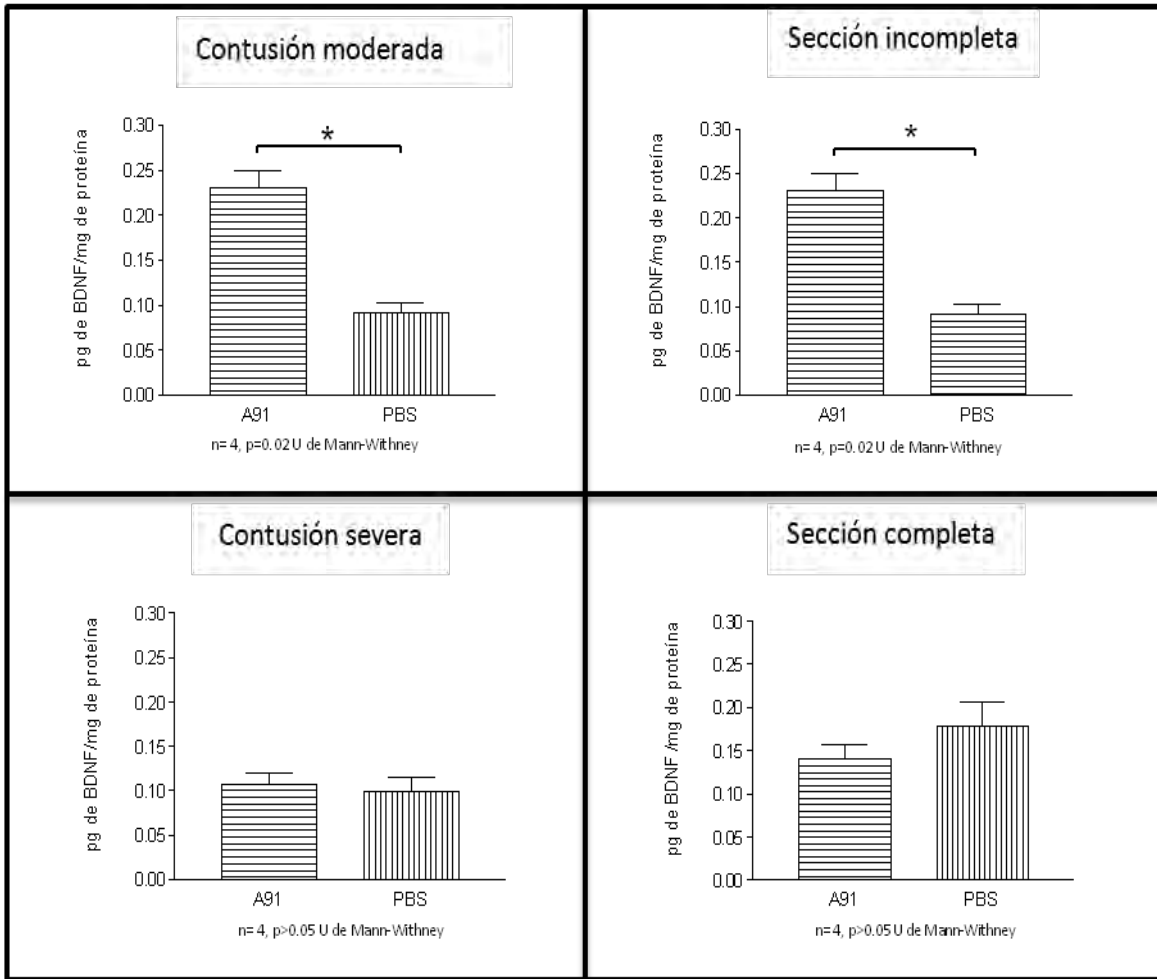 Contusión moderada
pg de BDNF/mg de proteína
0.30
0.25
0.20
0.15
0.10
0.05
0.00
*
A91 PBS
n= 4, p=0.02 U de Mann-Withney
Sección incompleta
pg de BDNF/mg de proteína
0.30
0.25
0.20
0.15
0.10
0.05
0.00
*
A91 PBS
n= 4, p=0.02 U de Mann-Withney
Contusión severa
pg de BDNF/mg de proteína
0.30
0.25
0.20
0.15
0.10
0.05
0.00
A91 PBS
n= 4, p>0.05 U de Mann-Withney
Sección completa
pg de BDNF /mg de proteína
0.30
0.25
0.20
0.15
0.10
0.05
0.00
A91 PBS
n= 4, p>0.05 U de Mann-Withney